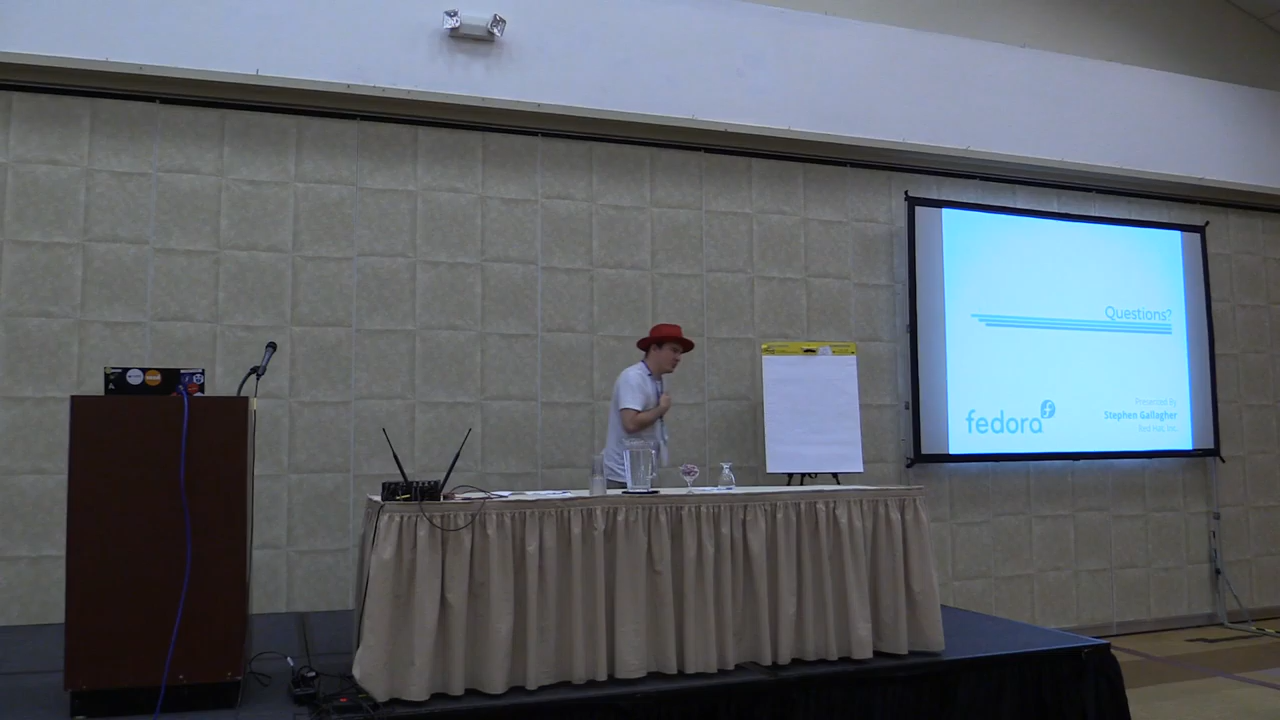 Questions?
Presented By
Stephen Gallagher
Red Hat, Inc.
fedora